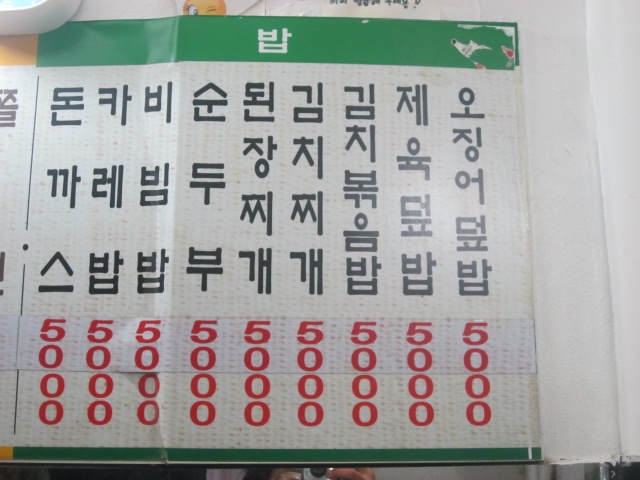 밥
돈까스 5000
카레밥 5000
비빔밥 5000
순두부 5000
된장찌개 5000
김치찌개 5000
김치볶음밥 5000
제육덮밥 5000
오징어덮밥 5000